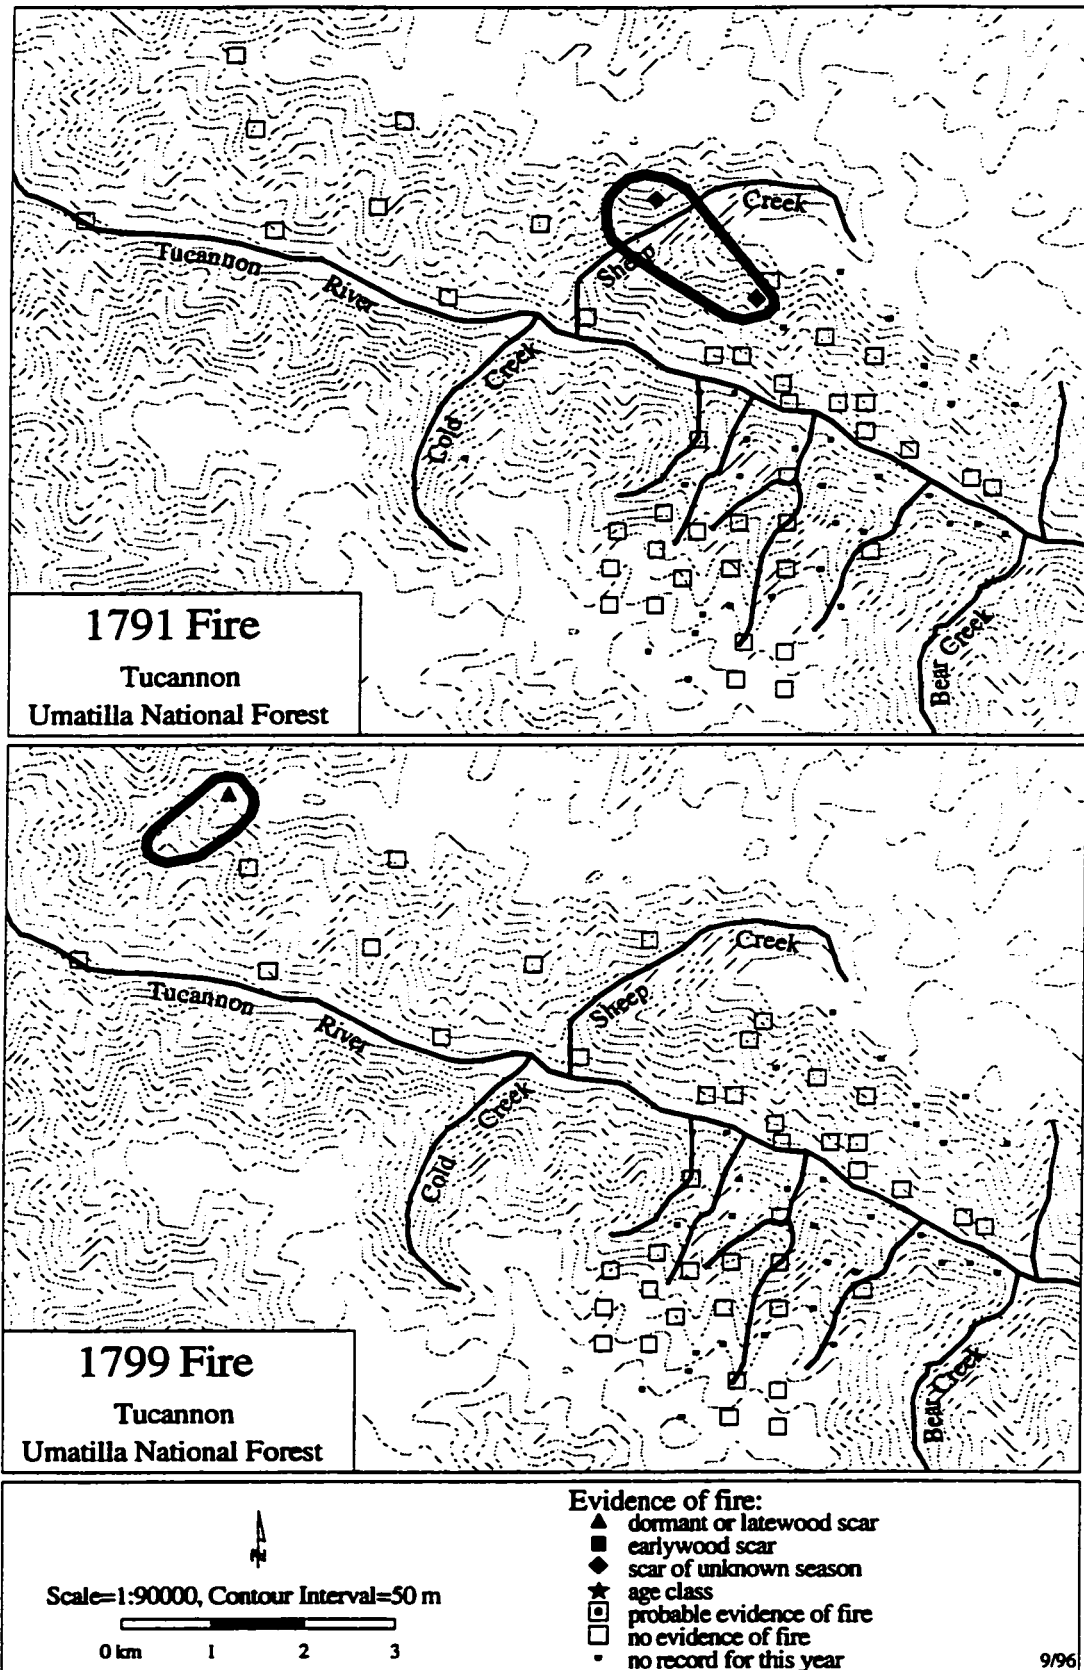 Creek
Sheep
Tucannon
River
Creek
Cold
Bear Creek
1791 Fire
Tucannon
Umatilla National Forest
Creek
Sheep
Tucannon
River
Creek
Cold
Bear Creek
1799 Fire
Tucannon
Umatilla National Forest
N
Scale=1:90000, Contour Interval=50 m
0 km 1 2 3
Evidence of fire:
dormant or latewood scar
earlywood scar
scar of unknown season
age class
probable evidence of fire
no evidence of fire
no record for this year
9/96